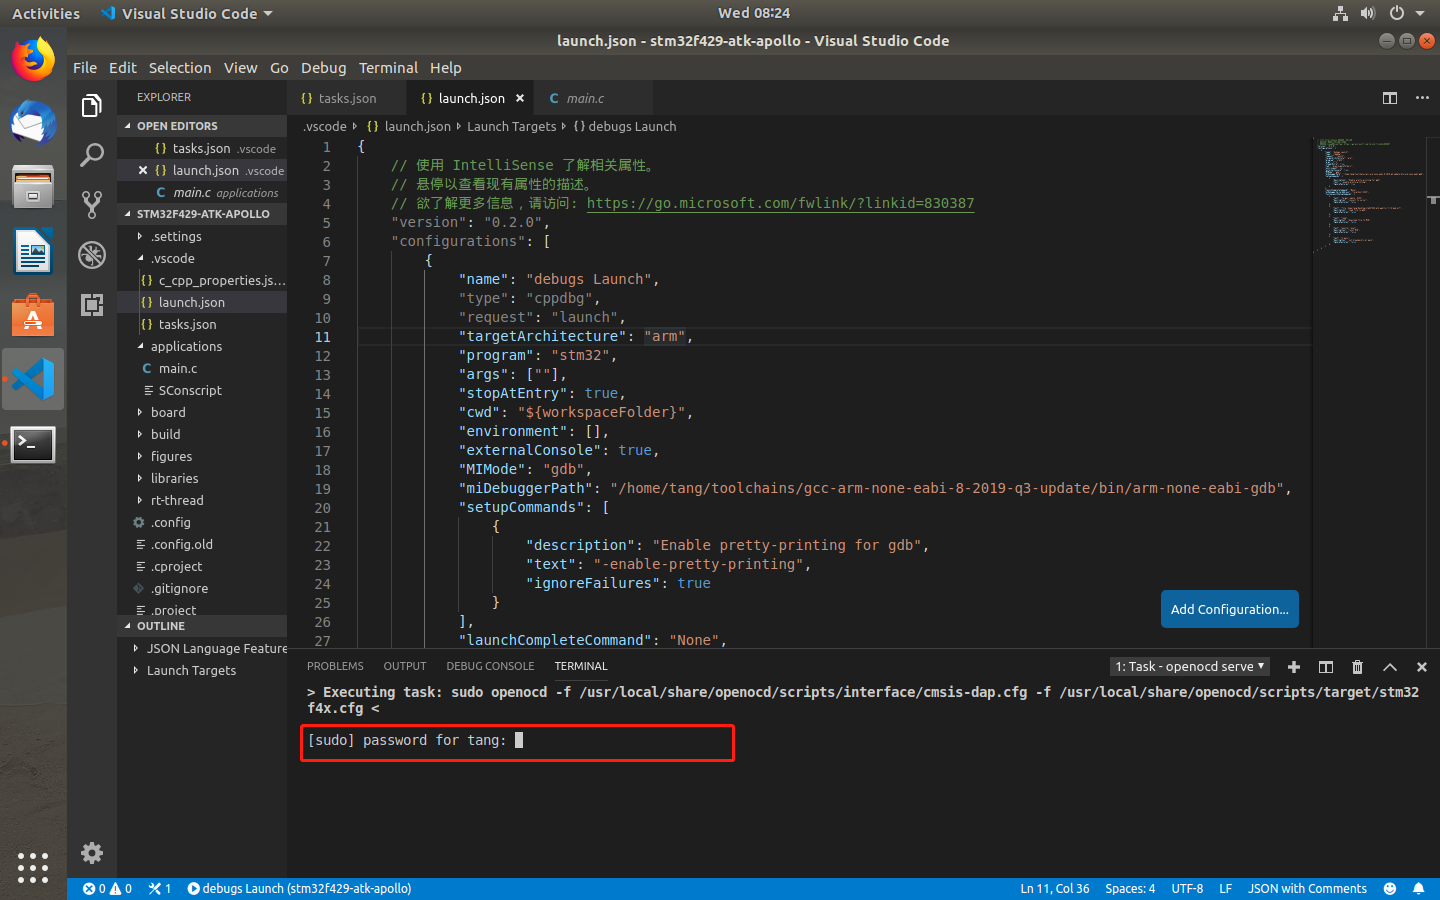 Activities
Visual Studio Code
Wed 08:24
launch.json - stm32f429-atk-apollo - Visual Studio Code
File Edit Selection View Go Debug Terminal Help
EXPLORER
OPEN EDITORS
tasks.json .vscode
launch.json .vscode
main.c applications
STM32F429-ATK-APOLLO
.settings
.vscode
c_cpp_properties.js...
launch.json
tasks.json
applications
main.c
SConscript
board
build
figures
libraries
rt-thread
.config
.config.old
.cproject
.gitignore
.project
OUTLINE
JSON Language Feature
Launch Targets
tasks.json
launch.json
main.c
.vscode launch.json Launch Targets {} debugs Launch
1 {
2 // 使用 IntelliSense 了解相关属性。
3 // 悬停以查看现有属性的描述。
4 // 欲了解更多信息，请访问: https://go.microsoft.com/fwlink/?linkid=830387
5 "version": "0.2.0",
6 "configurations": [
7 {
8 "name": "debugs Launch",
9 "type": "cppdbg",
10 "request": "launch",
11 "targetArchitecture": "arm",
12 "program": "stm32",
13 "args": [""],
14 "stopAtEntry": true,
15 "cwd": "${workspaceFolder}",
16 "environment": [],
17 "externalConsole": true,
18 "MIMode": "gdb",
19 "miDebuggerPath": "/home/tang/toolchains/gcc-arm-none-eabi-8-2019-q3-update/bin/arm-none-eabi-gdb",
20 "setupCommands": [
21 {
22 "description": "Enable pretty-printing for gdb",
23 "text": "-enable-pretty-printing",
24 "ignoreFailures": true
25 }
26 ],
27 "launchCompleteCommand": "None",
Add Configuration...
PROBLEMS OUTPUT DEBUG CONSOLE TERMINAL
1: Task - openocd serve
> Executing task: sudo openocd -f /usr/local/share/openocd/scripts/interface/cmsis-dap.cfg -f /usr/local/share/openocd/scripts/target/stm32
f4x.cfg <
[sudo] password for tang:
0 0 1 debugs Launch (stm32f429-atk-apollo)
Ln 11, Col 36 Spaces: 4 UTF-8 LF JSON with Comments